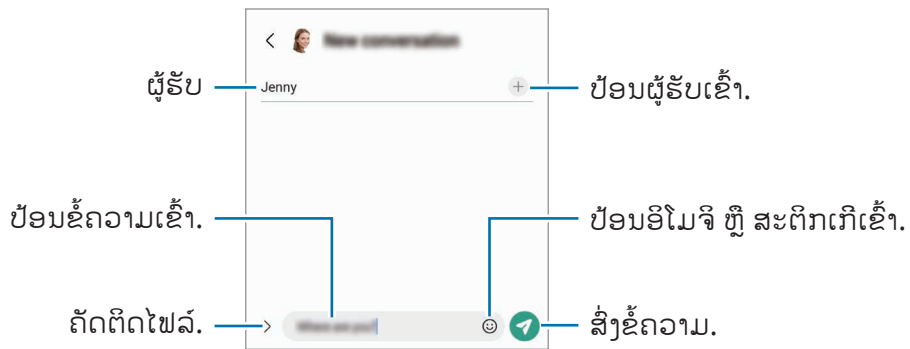 New conversation
ຜູ້ຮັບ
Jenny
ປ້ອນຜູ້ຮັບເຂົ້າ.
ປ້ອນຂໍ້ຄວາມເຂົ້າ.
ປ້ອນອີໂມຈິ ຫຼື ສະຕິກເກີເຂົ້າ.
ຄັດຕິດໄຟລ໌.
Where are you?
ສົ່ງຂໍ້ຄວາມ.